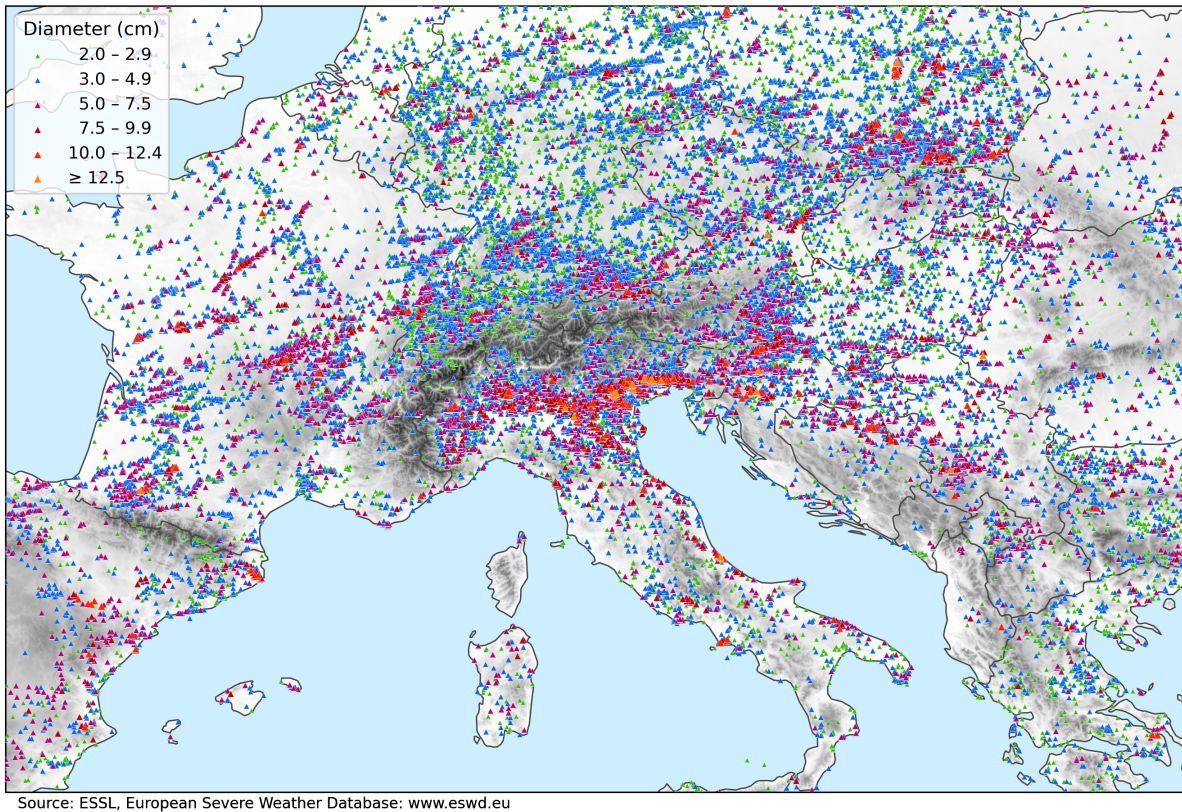 Diameter (cm)
2.0 – 2.9
3.0 – 4.9
5.0 – 7.5
7.5 – 9.9
10.0 – 12.4
≥ 12.5
Source: ESSL, European Severe Weather Database: www.eswd.eu